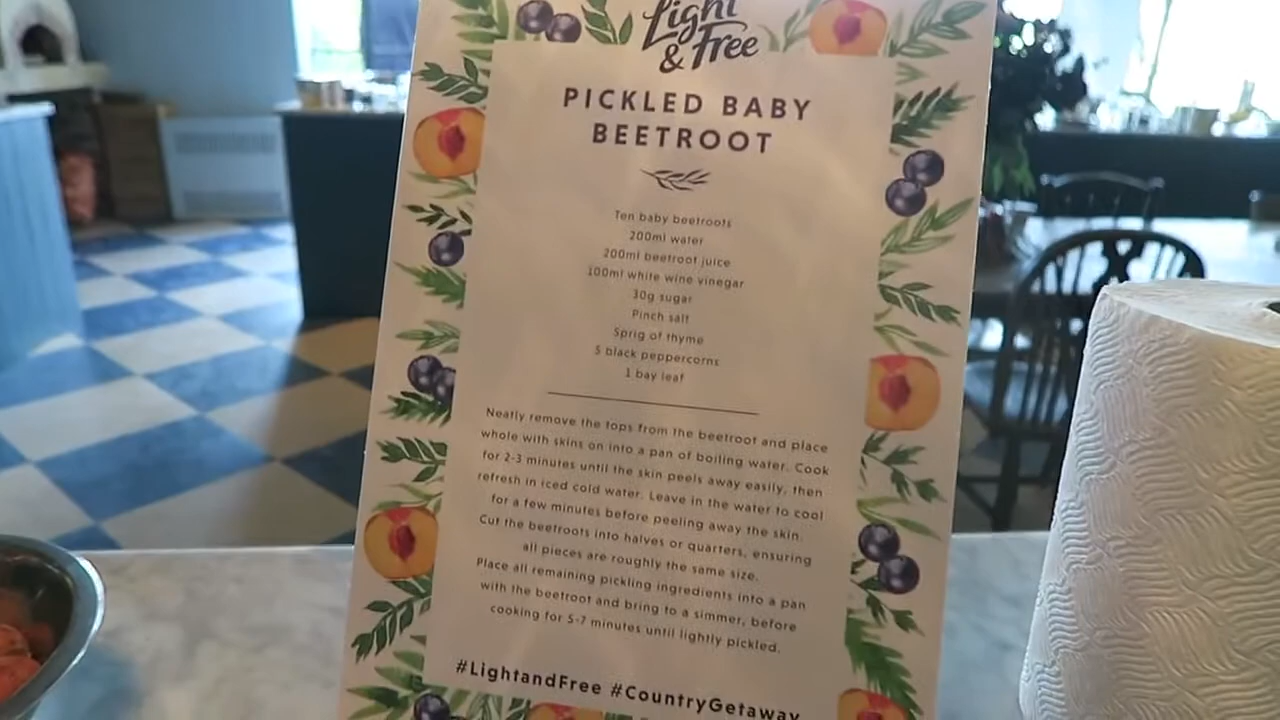 Light
& Free
PICKLED BABY
BEETROOT
Ten baby beetroots
200ml water
200ml beetroot juice
100ml white wine vinegar
30g sugar
Pinch salt
Sprig of thyme
5 black peppercorns
1 bay leaf
Neatly remove the tops from the beetroot and place
whole with skins on into a pan of boiling water. Cook
for 2-3 minutes until the skin peels away easily, then
refresh in iced cold water. Leave in the water to cool
for a few minutes before peeling away the skin.
Cut the beetroots into halves or quarters, ensuring
all pieces are roughly the same size.
Place all remaining pickling ingredients into a pan
with the beetroot and bring to a simmer, before
cooking for 5-7 minutes until lightly pickled.
#LightandFree #CountryGetaway